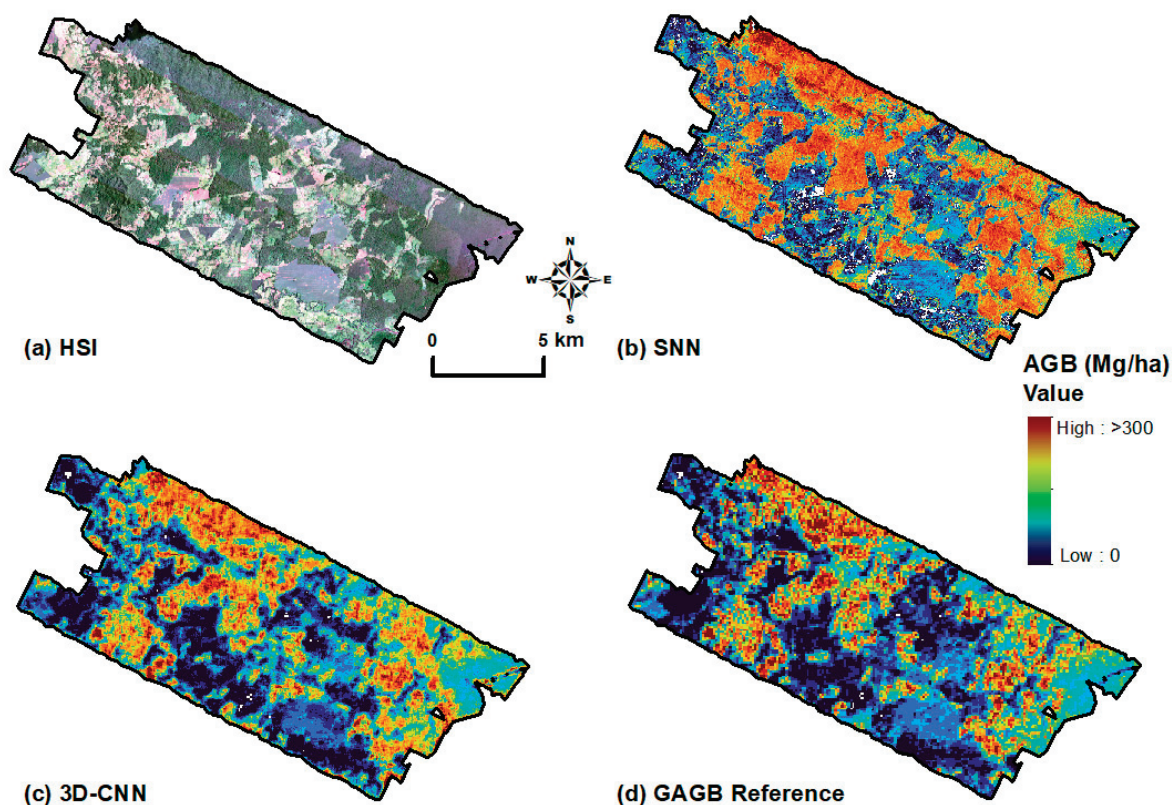 N
W E
S
(a) HSI
0 5 km
(b) SNN
AGB (Mg/ha)
Value
High : >300
Low : 0
(c) 3D-CNN
(d) GAGB Reference